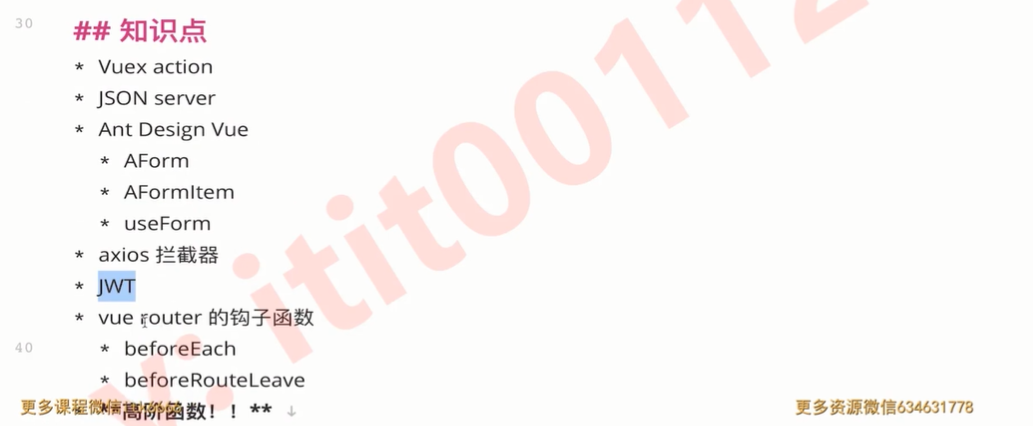 30
## 知识点
* Vuex action
* JSON server
* Ant Design Vue
* AForm
* AFormItem
* useForm
* axios 拦截器
* JWT
* vue router 的钩子函数
40
* beforeEach
* beforeRouteLeave
**高阶函数！！** ↓
更多课程微信
更多资源微信634631778
itit00112